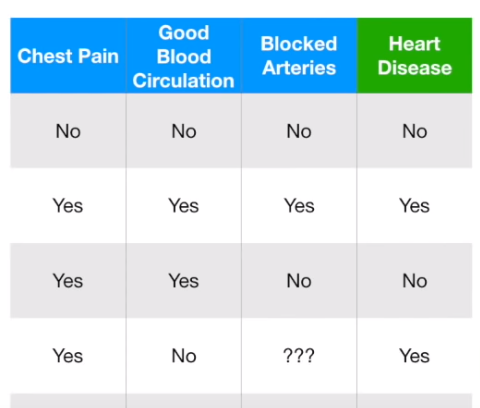 Chest Pain
Good
Blood
Circulation
Blocked
Arteries
Heart
Disease
No No No No
Yes Yes Yes Yes
Yes Yes No No
Yes No ??? Yes